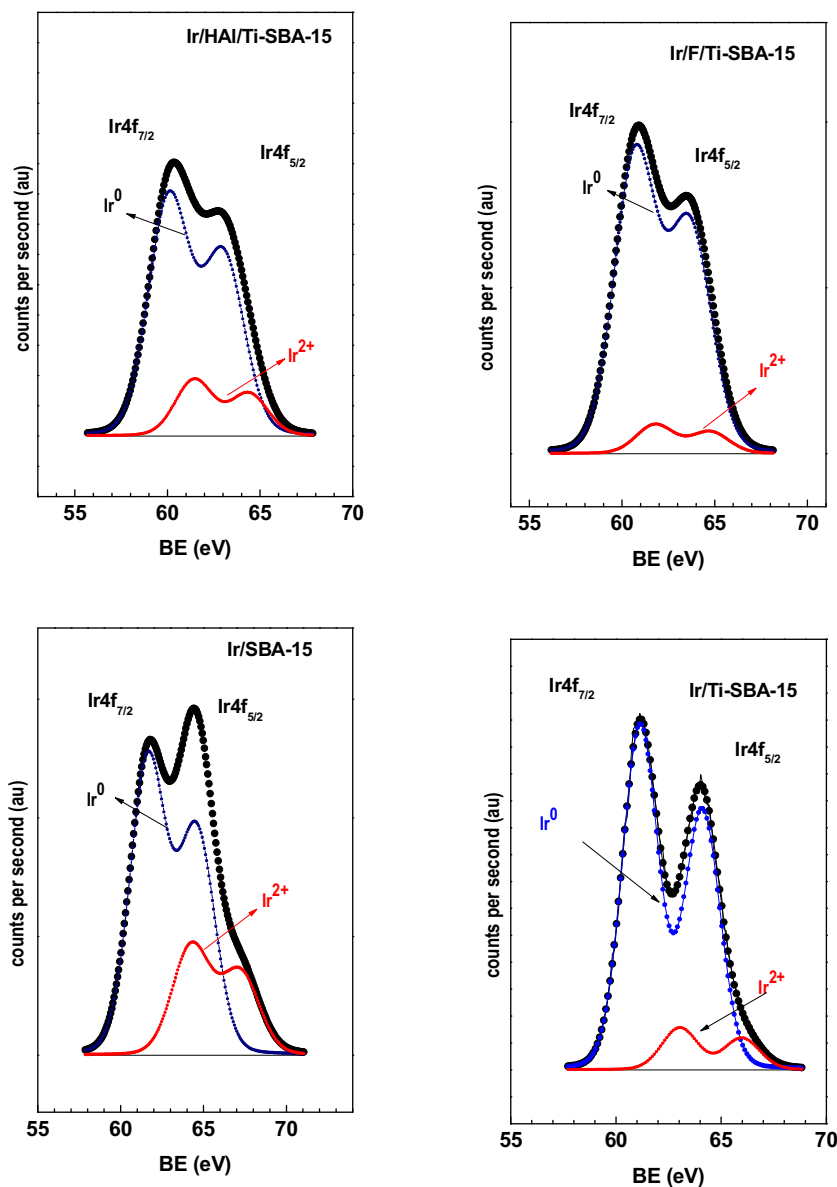 Ir/HAl/Ti-SBA-15
Ir4f7/2
Ir4f5/2
Ir0
Ir2+
counts per second (au)
55 60 65 70
BE (eV)
Ir/F/Ti-SBA-15
Ir4f7/2
Ir4f5/2
Ir0
Ir2+
counts per second (au)
55 60 65 70
BE (eV)
Ir/SBA-15
Ir4f7/2
Ir4f5/2
Ir0
Ir2+
counts per second (au)
55 60 65 70
BE (eV)
Ir4f7/2
Ir/Ti-SBA-15
Ir4f5/2
Ir0
Ir2+
counts per second (au)
55 60 65 70
BE (eV)